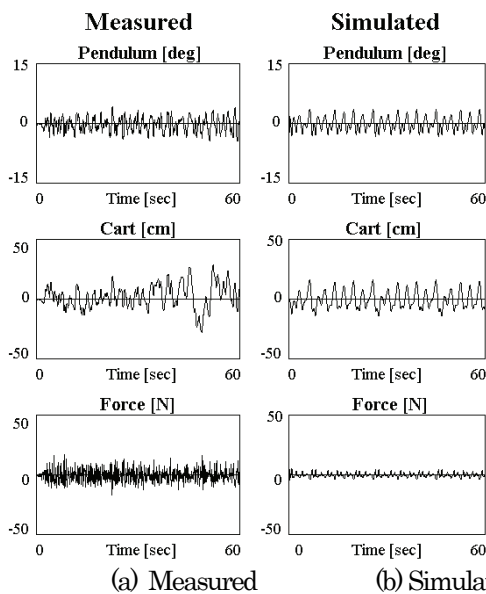 Measured
Simulated
Pendulum [deg]
Pendulum [deg]
15
0
-15
0
Time [sec]
60
15
0
-15
0
Time [sec]
60
Cart [cm]
Cart [cm]
50
0
-50
0
Time [sec]
60
50
0
-50
0
Time [sec]
60
Force [N]
Force [N]
50
0
-50
0
Time [sec]
60
50
0
-50
0
Time [sec]
60
(a) Measured
(b) Simula